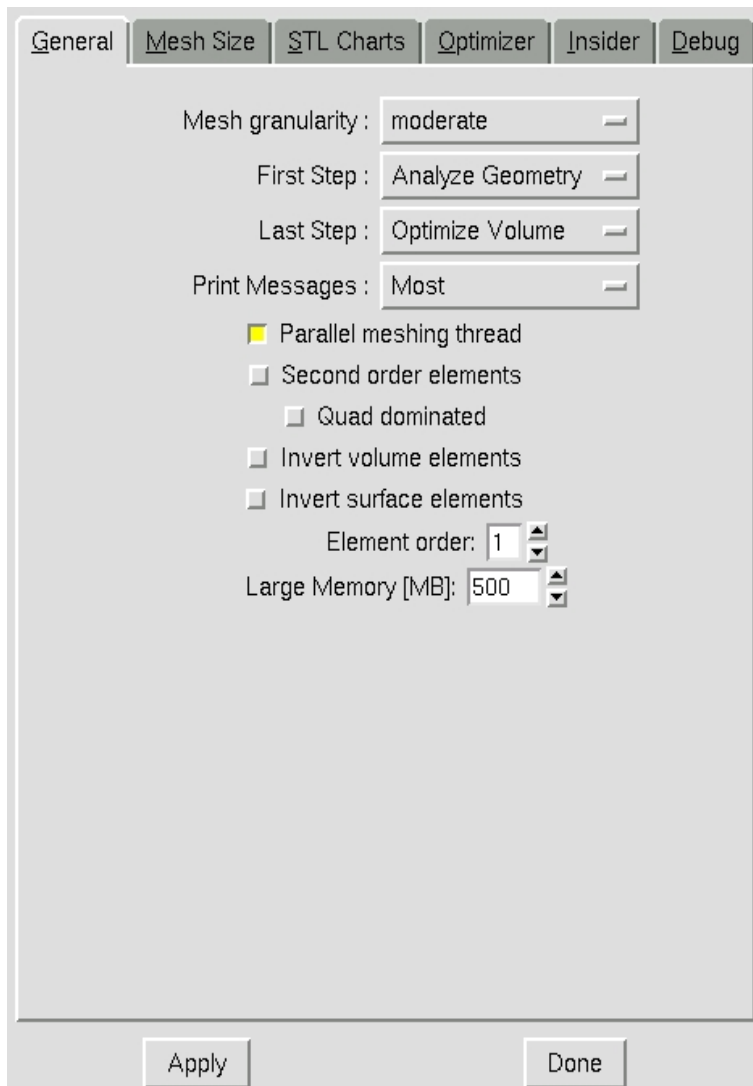 General Mesh Size STL Charts Optimizer Insider Debug
Mesh granularity : moderate
First Step : Analyze Geometry
Last Step : Optimize Volume
Print Messages : Most
Parallel meshing thread
Second order elements
Quad dominated
Invert volume elements
Invert surface elements
Element order: 1
Large Memory [MB]: 500
Apply Done